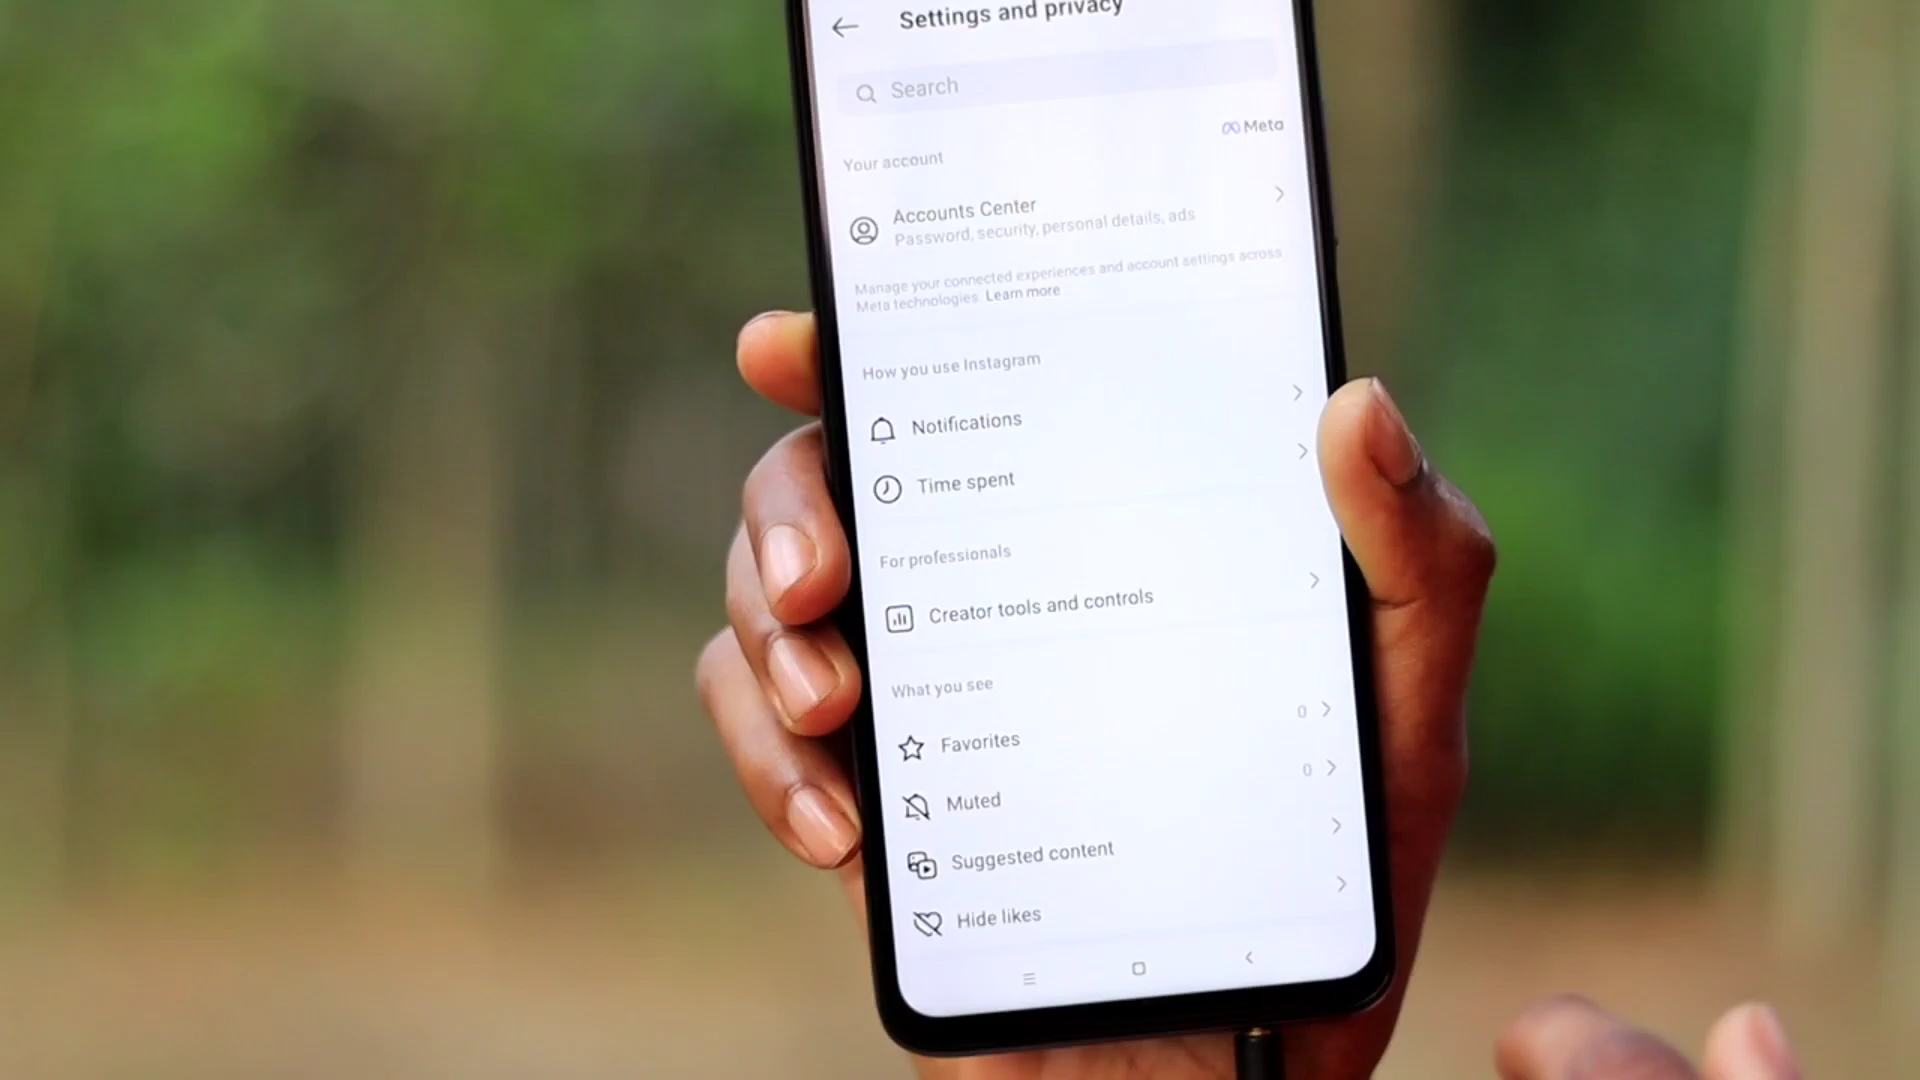 Settings and privacy
Search
Meta
Your account
Accounts Center
Password, security, personal details, ads
Manage your connected experiences and account settings across
Meta technologies. Learn more
How you use Instagram
Notifications
Time spent
For professionals
Creator tools and controls
What you see
Favorites 0
Muted 0
Suggested content
Hide likes